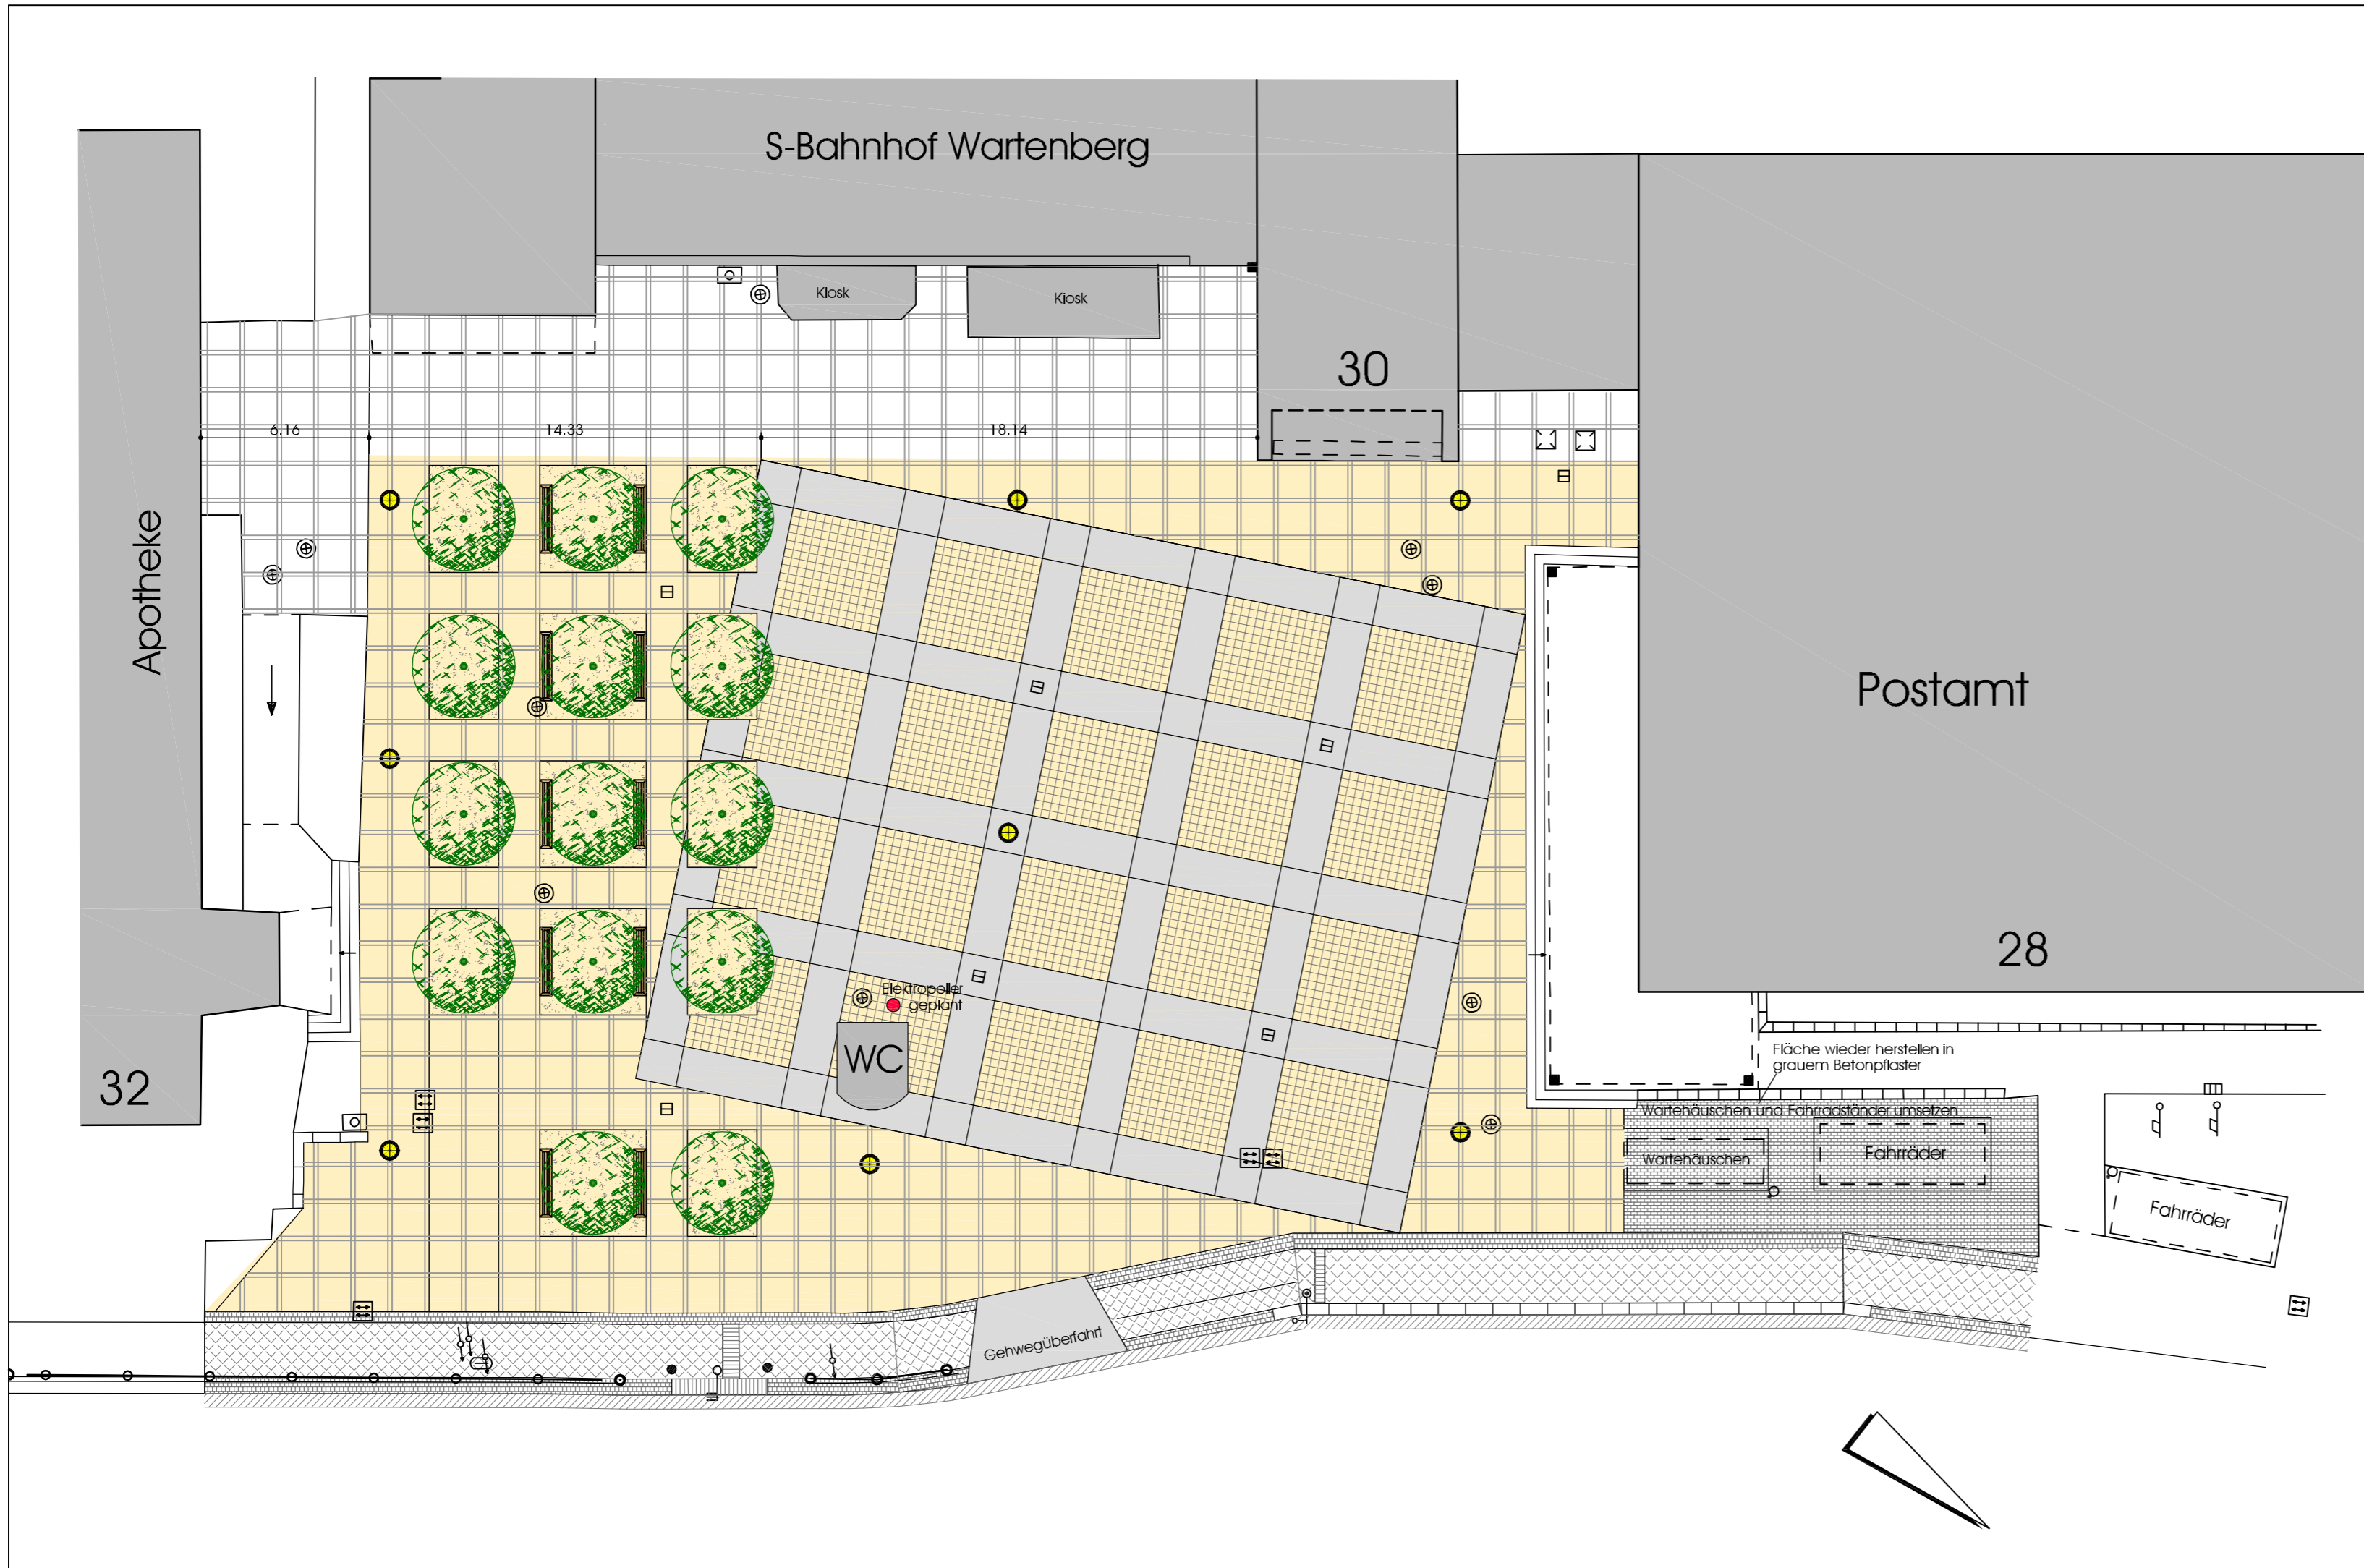 S-Bahnhof Wartenberg
Kiosk
Kiosk
30
6.16
14.33
18.14
Apotheke
Postamt
28
Elektropoller
geplant
WC
32
Fläche wieder herstellen in
grauem Betonpflaster
Wartehäuschen und Fahrradständer umsetzen
Wartehäuschen
Fahrräder
Fahrräder
Gehwegüberfahrt